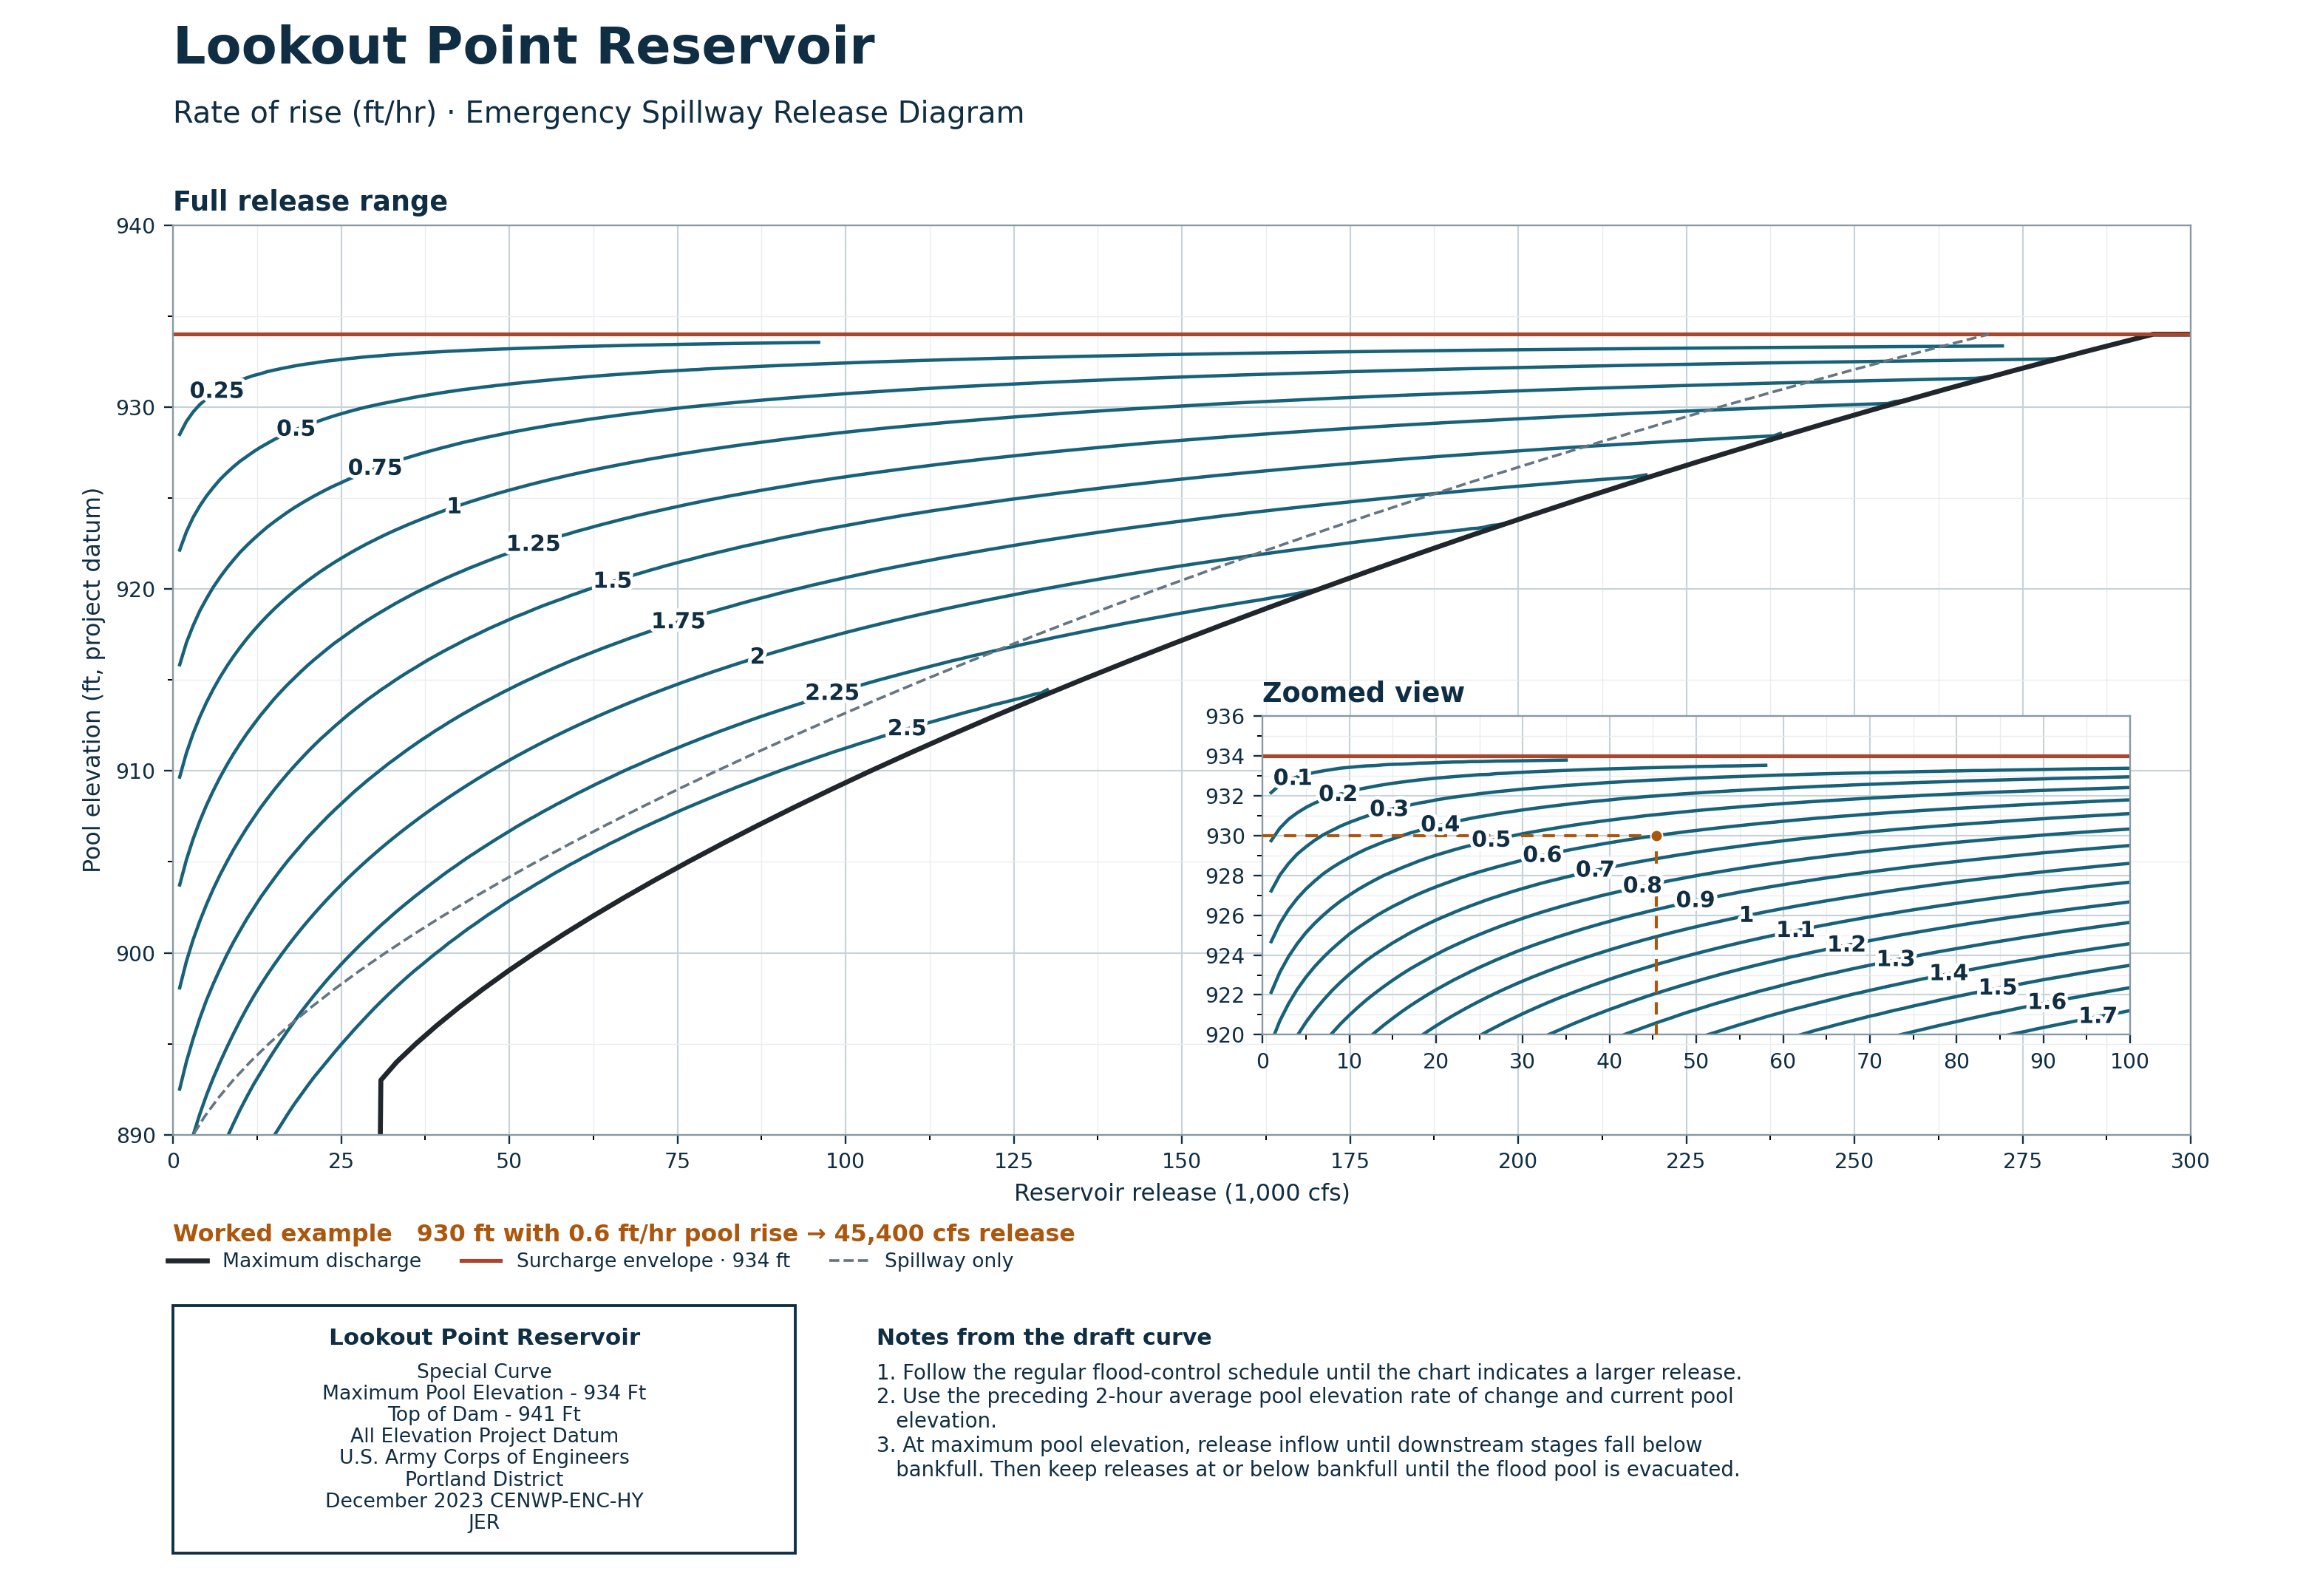 Lookout Point Reservoir
Rate of rise (ft/hr) · Emergency Spillway Release Diagram
Full release range
940
930
920
910
900
890
Pool elevation (ft, project datum)
0.25
0.5
0.75
1
1.25
1.5
1.75
2
2.25
2.5
Zoomed view
936
934
932
930
928
926
924
922
920
0.1
0.2
0.3
0.4
0.5
0.6
0.7
0.8
0.9
1
1.1
1.2
1.3
1.4
1.5
1.6
1.7
0 10 20 30 40 50 60 70 80 90 100
0 25 50 75 100 125 150 175 200 225 250 275 300
Reservoir release (1,000 cfs)
Worked example 930 ft with 0.6 ft/hr pool rise → 45,400 cfs release
Maximum discharge Surcharge envelope · 934 ft Spillway only
Lookout Point Reservoir
Special Curve
Maximum Pool Elevation - 934 Ft
Top of Dam - 941 Ft
All Elevation Project Datum
U.S. Army Corps of Engineers
Portland District
December 2023 CENWP-ENC-HY
JER
Notes from the draft curve
1. Follow the regular flood-control schedule until the chart indicates a larger release.
2. Use the preceding 2-hour average pool elevation rate of change and current pool
elevation.
3. At maximum pool elevation, release inflow until downstream stages fall below
bankfull. Then keep releases at or below bankfull until the flood pool is evacuated.